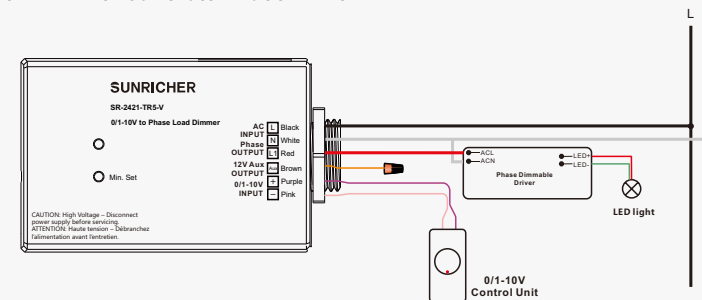 L
SUNRICHER
SR-2421-TR5-V
0/1-10V to Phase Load Dimmer
AC INPUT
L Black
N White
Phase OUTPUT
L1 Red
12V Aux OUTPUT
Aux Brown
0/1-10V INPUT
+ Purple
− Pink
Min. Set
CAUTION: High Voltage – Disconnect
power supply before servicing.
ATTENTION: Haute tension – Débranchez
l'alimentation avant l'entretien.
ACL
ACN
LED+
LED-
Phase Dimmable
Driver
LED light
0/1-10V
Control Unit